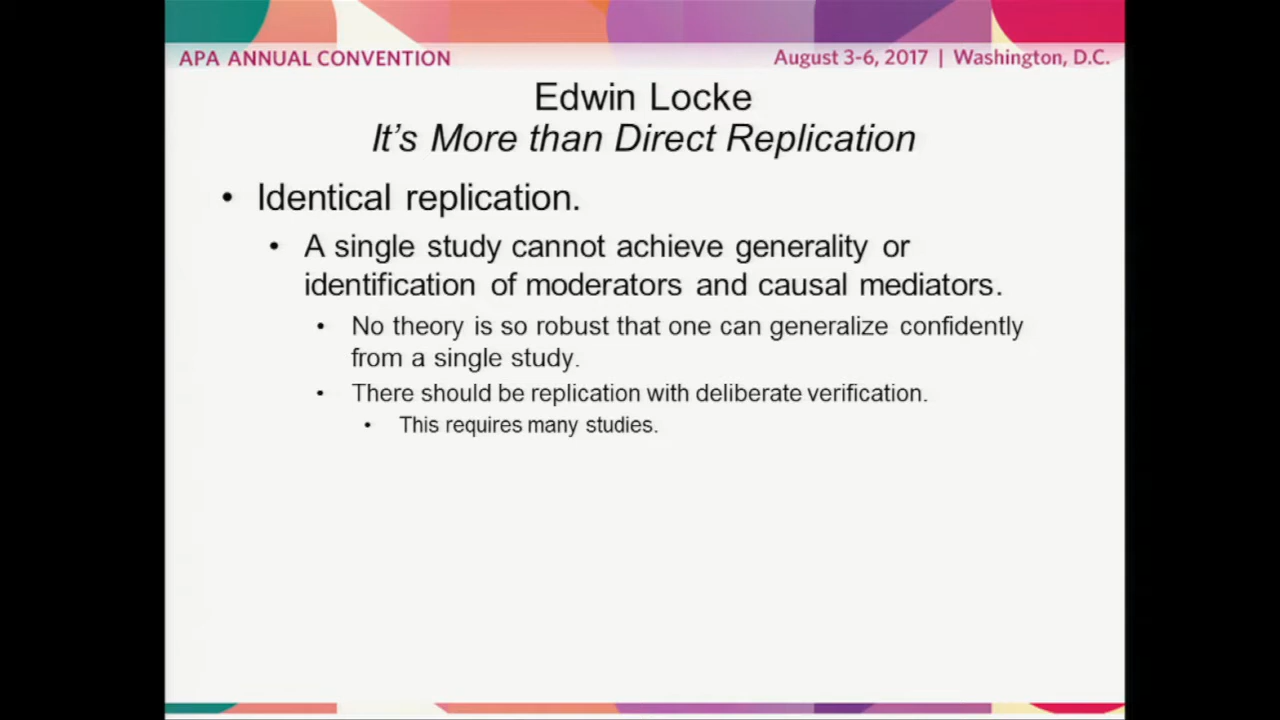 APA ANNUAL CONVENTION
August 3-6, 2017 | Washington, D.C.
Edwin Locke
It's More than Direct Replication
• Identical replication.
• A single study cannot achieve generality or
identification of moderators and causal mediators.
• No theory is so robust that one can generalize confidently
from a single study.
• There should be replication with deliberate verification.
• This requires many studies.